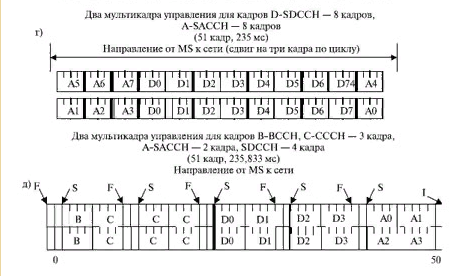 Два мультикадра управления для кадров D-SDCCH — 8 кадров,
A-SACCH — 8 кадров
г)
(51 кадр, 235 мс)
Направление от MS к сети (сдвиг на три кадра по циклу)
A5 A6 A7 D0 D1 D2 D3 D4 D5 D6 D74 A4
A1 A2 A3 D0 D1 D2 D3 D4 D5 D6 D7 A0
Два мультикадра управления для кадров B-BCCH, C-CCCH — 3 кадра,
A-SACCH — 2 кадра, SDCCH — 4 кадра
(51 кадр, 235,833 мс)
Направление от MS к сети
д) F S F S F S F S F S I
B C C C D0 D1 D2 D3 A0 A1
B C C C D0 D1 D2 D3 A2 A3
0 50